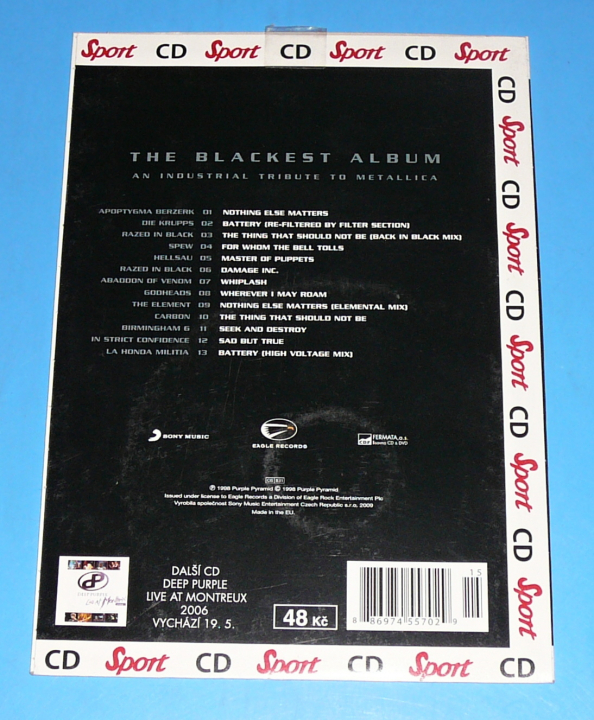 Sport CD Sport CD Sport CD Sport
CD Sport CD Sport CD Sport CD Sport CD Sport
THE BLACKEST ALBUM
AN INDUSTRIAL TRIBUTE TO METALLICA
APOPTYGMA BERZERK 01 NOTHING ELSE MATTERS
DIE KRUPPS 02 BATTERY (RE-FILTERED BY FILTER SECTION)
RAZED IN BLACK 03 THE THING THAT SHOULD NOT BE (BACK IN BLACK MIX)
SPEW 04 FOR WHOM THE BELL TOLLS
HELLSAU 05 MASTER OF PUPPETS
RAZED IN BLACK 06 DAMAGE INC.
ABADDON OF VENOM 07 WHIPLASH
GODHEADS 08 WHEREVER I MAY ROAM
THE ELEMENT 09 NOTHING ELSE MATTERS (ELEMENTAL MIX)
CARBON 10 THE THING THAT SHOULD NOT BE
BIRMINGHAM 6 11 SEEK AND DESTROY
IN STRICT CONFIDENCE 12 SAD BUT TRUE
LA HONDA MILITIA 13 BATTERY (HIGH VOLTAGE MIX)
SONY MUSIC
EAGLE RECORDS
FERMATA, a.s.
℗ 1998 Purple Pyramid © 1998 Purple Pyramid
Issued under license to Eagle Records a Division of Eagle Rock Entertainment Plc
Vyrobila společnost Sony Music Entertainment Czech Republic s.r.o, 2009
Made in the EU.
DALŠÍ CD
DEEP PURPLE
LIVE AT MONTREUX
2006
VYCHÁZÍ 19. 5.
48 Kč
15
8 86974 55702 9
CD Sport CD Sport CD Sport CD